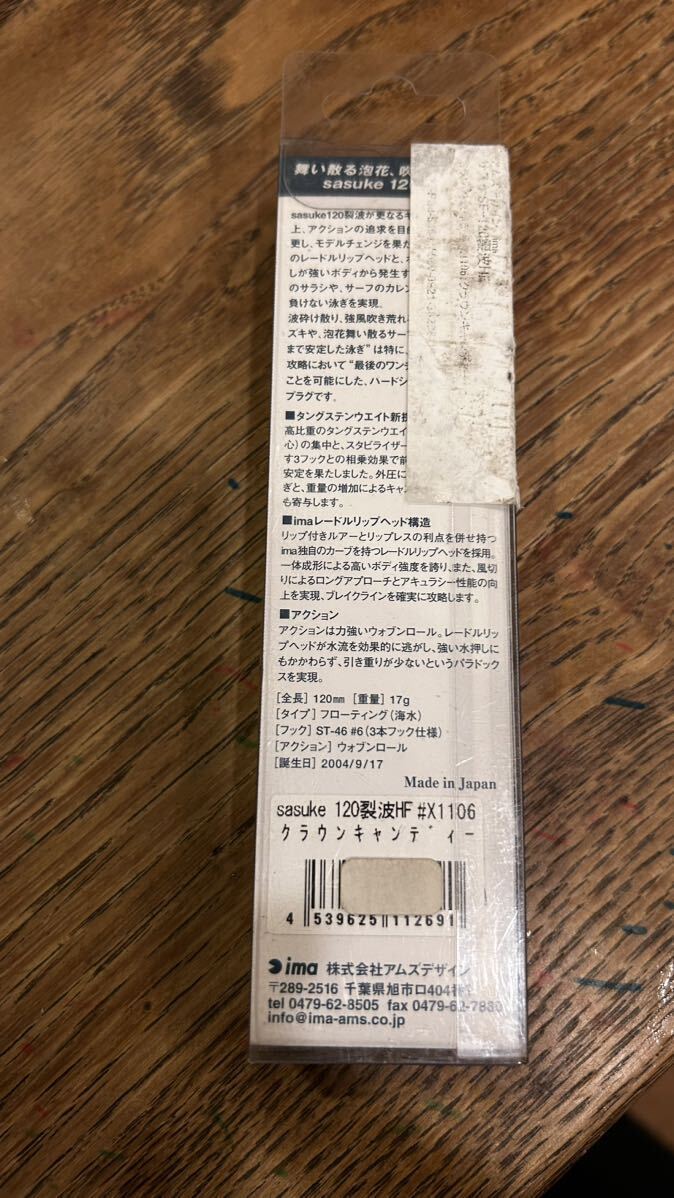 舞い散る泡花、吹
sasuke 12
sasuke120裂波が更なるキ
上、アクションの追求を目的
更し、モデルチェンジを果た
のレードルリップヘッドと、
しが強いボディから発生す
のサラシや、サーフのカレン
負けない泳ぎを実現。
波砕け散り、強風吹き荒れ
ズキや、泡花舞い散るサー
まで安定した泳ぎ”は特に、
攻略において“最後のワン
ことを可能にした、ハードシ
プラグです。
■タングステンウエイト新搭
高比重のタングステンウエイ
心）の集中と、スタビライザー
す3フックとの相乗効果で前
安定を果たしました。外圧に
ぎと、重量の増加によるキャ
も寄与します。
■imaレードルリップヘッド構造
リップ付きルアーとリップレスの利点を併せ持つ
ima独自のカーブを持つレードルリップヘッドを採用。
一体成形による高いボディ強度を誇り、また、風切
りによるロングアプローチとアキュラシー性能の向
上を実現、ブレイクラインを確実に攻略します。
■アクション
アクションは力強いウォブンロール。レードルリッ
プヘッドが水流を効果的に逃がし、強い水押しに
もかかわらず、引き重りが少ないというパラドック
スを実現。
［全長］120mm ［重量］17g
［タイプ］フローティング（海水）
［フック］ST-46 #6（3本フック仕様）
［アクション］ウォブンロール
［誕生日］2004/9/17
Made in Japan
sasuke 120裂波HF #X1106
クラウンキャンディー
4 539625 112691
ima 株式会社アムズデザイン
〒289-2516 千葉県旭市ロ404番
tel 0479-62-8505 fax 0479-62-7880
info@ima-ams.co.jp